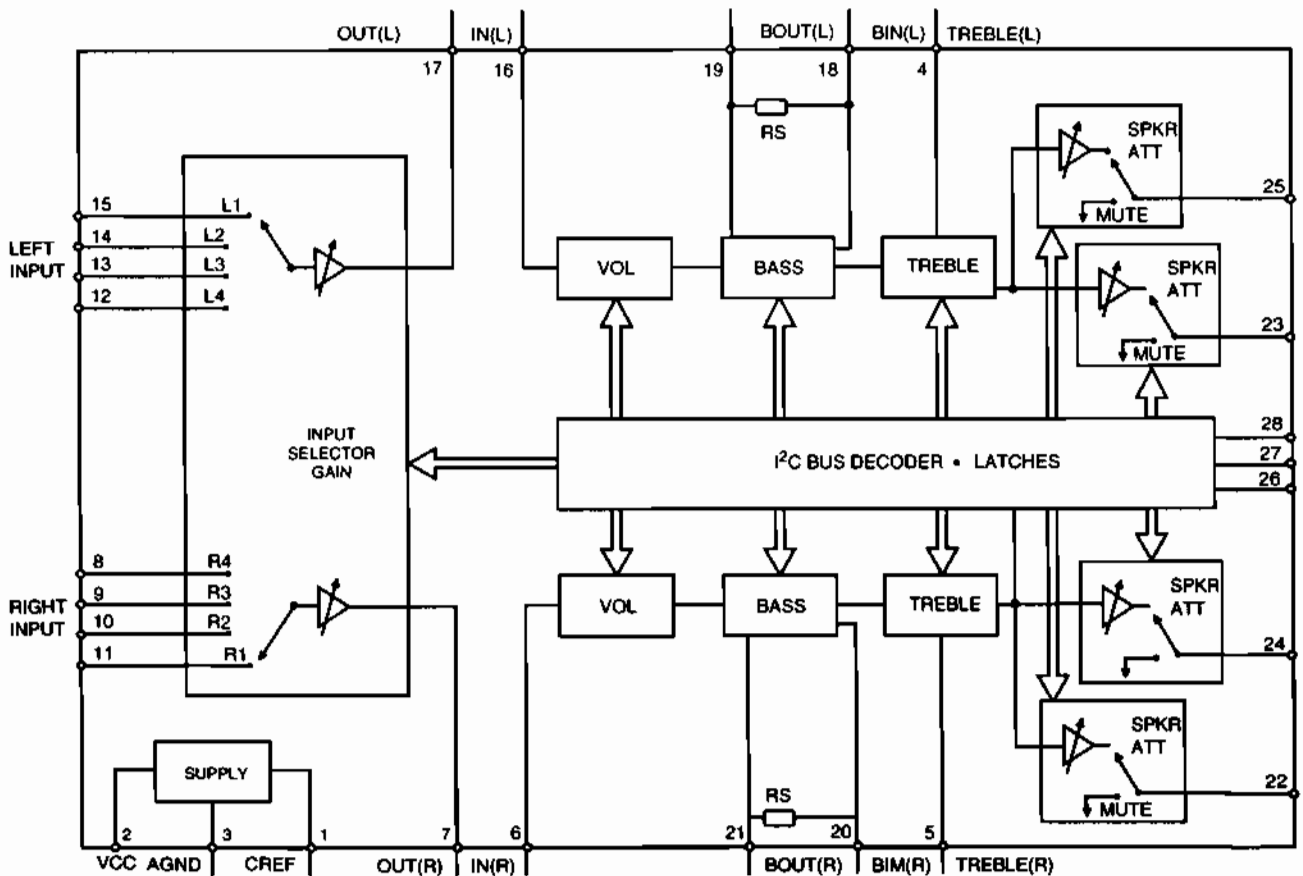 OUT(L) IN(L) BOUT(L) BIN(L) TREBLE(L)
17 16 19 18 4
RS
SPKR
ATT
MUTE
25
15 L1
14 L2
13 L3
12 L4
LEFT
INPUT
VOL BASS TREBLE
SPKR
ATT
MUTE
23
INPUT
SELECTOR
GAIN
I²C BUS DECODER • LATCHES
28
27
26
8 R4
9 R3
10 R2
11 R1
RIGHT
INPUT
VOL BASS TREBLE
SPKR
ATT
24
SPKR
ATT
MUTE
22
SUPPLY
RS
2 3 1 7 6 21 20 5
VCC AGND CREF OUT(R) IN(R) BOUT(R) BIM(R) TREBLE(R)